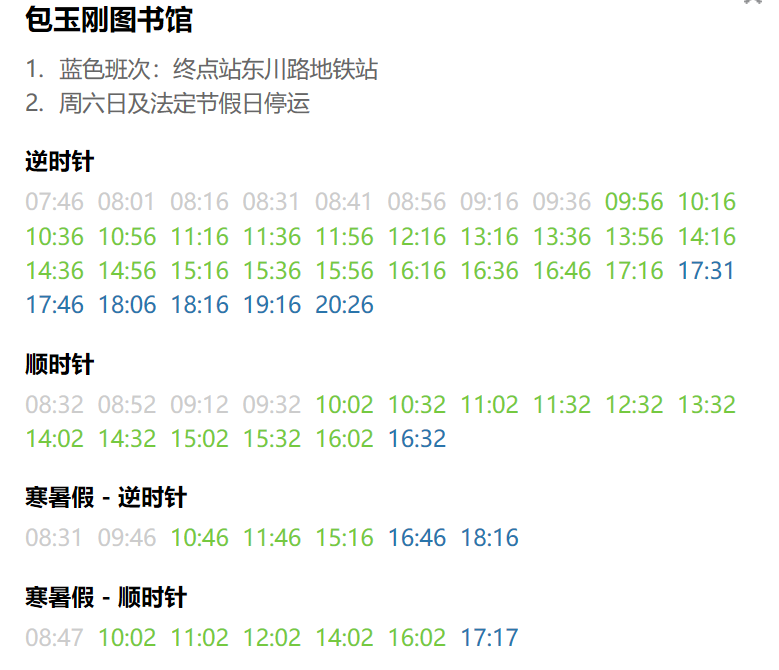 包玉刚图书馆
1. 蓝色班次：终点站东川路地铁站
2. 周六日及法定节假日停运
逆时针
07:46 08:01 08:16 08:31 08:41 08:56 09:16 09:36 09:56 10:16
10:36 10:56 11:16 11:36 11:56 12:16 13:16 13:36 13:56 14:16
14:36 14:56 15:16 15:36 15:56 16:16 16:36 16:46 17:16 17:31
17:46 18:06 18:16 19:16 20:26
顺时针
08:32 08:52 09:12 09:32 10:02 10:32 11:02 11:32 12:32 13:32
14:02 14:32 15:02 15:32 16:02 16:32
寒暑假 - 逆时针
08:31 09:46 10:46 11:46 15:16 16:46 18:16
寒暑假 - 顺时针
08:47 10:02 11:02 12:02 14:02 16:02 17:17